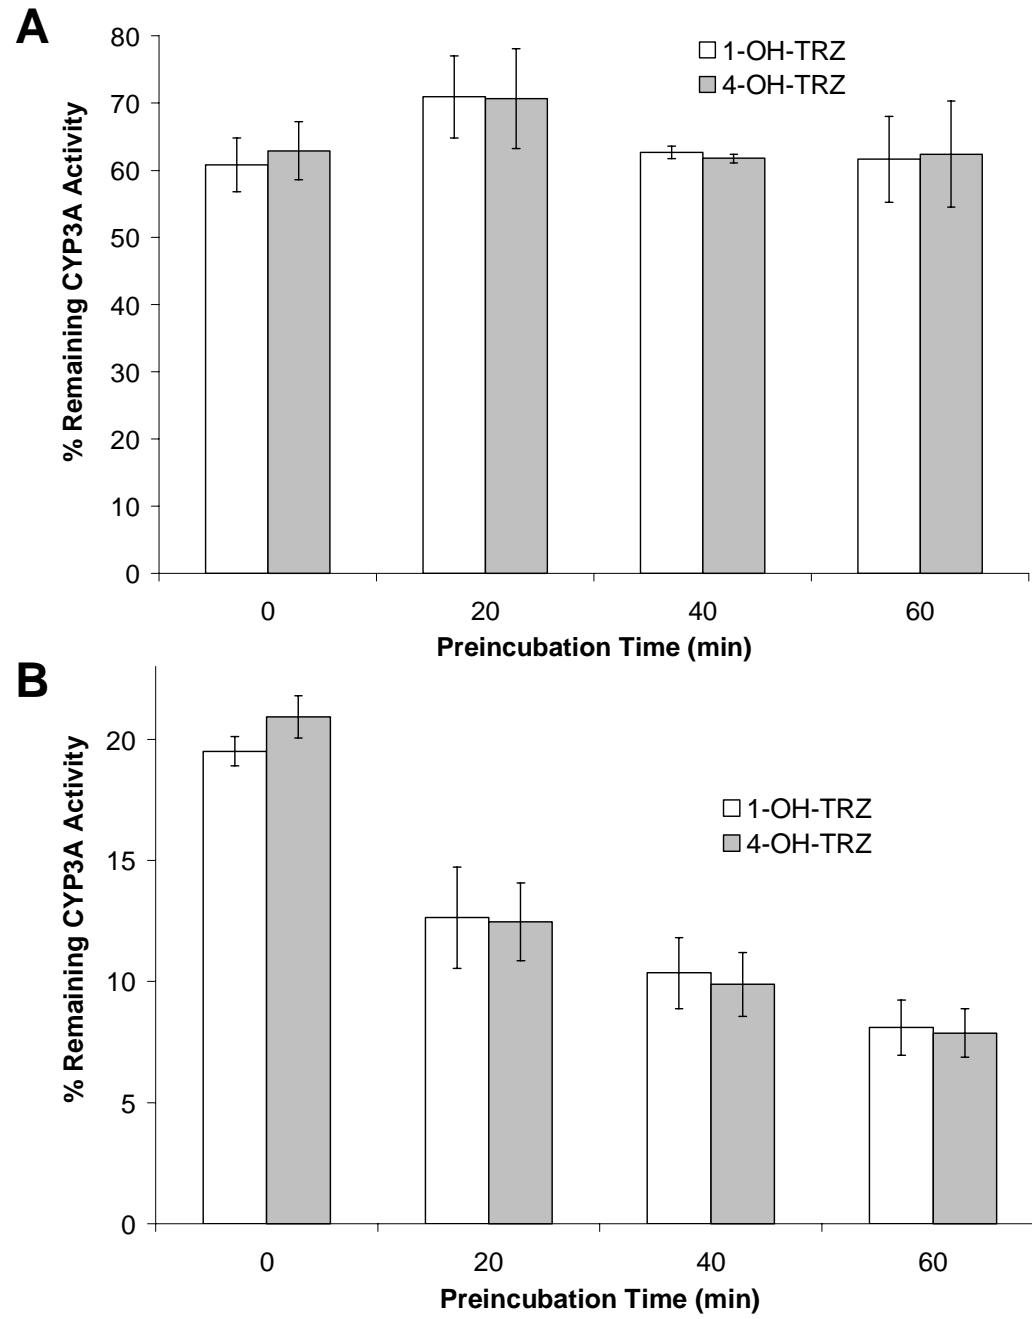 A
% Remaining CYP3A Activity
80
70
60
50
40
30
20
10
0
1-OH-TRZ
4-OH-TRZ
0 20 40 60
Preincubation Time (min)
B
% Remaining CYP3A Activity
20
15
10
5
0
1-OH-TRZ
4-OH-TRZ
0 20 40 60
Preincubation Time (min)